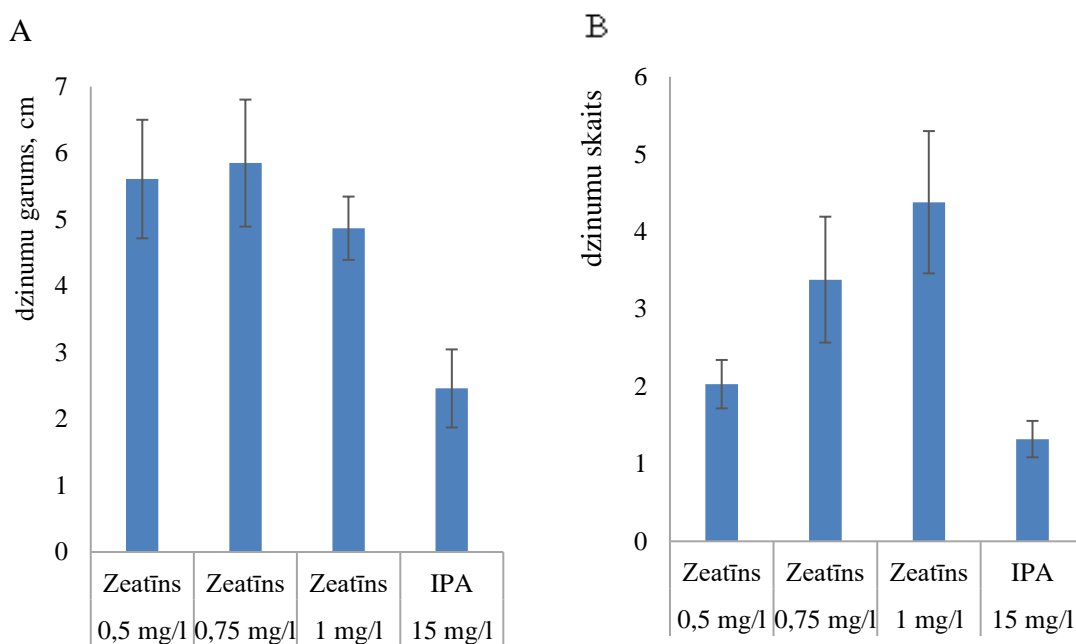 A
dzinumu garums, cm
7
6
5
4
3
2
1
0
Zeatīns Zeatīns Zeatīns IPA
0,5 mg/l 0,75 mg/l 1 mg/l 15 mg/l
B
dzinumu skaits
6
5
4
3
2
1
0
Zeatīns Zeatīns Zeatīns IPA
0,5 mg/l 0,75 mg/l 1 mg/l 15 mg/l